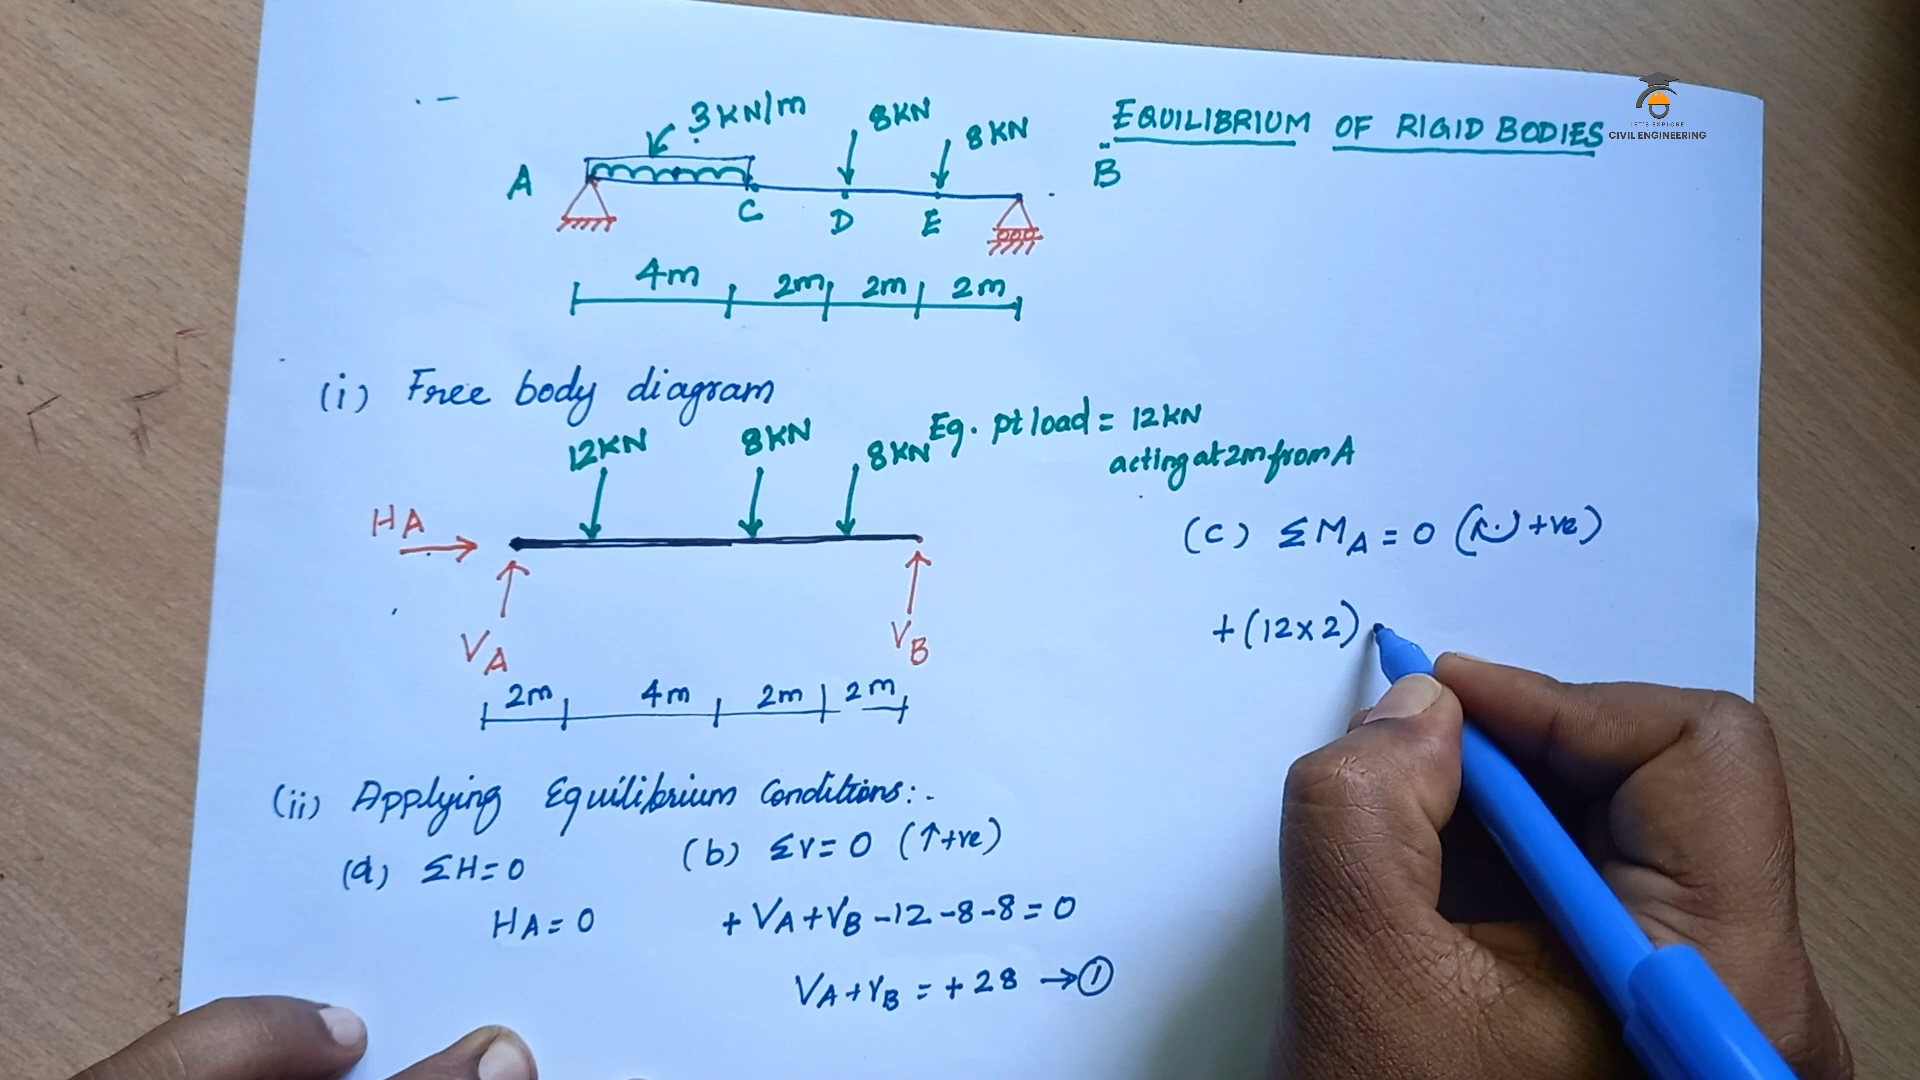 EQUILIBRIUM OF RIGID BODIES
LET'S EXPLORE
CIVIL ENGINEERING
3KN/m
8KN
8KN
A
B
C
D
E
4m
2m
2m
2m
(i) Free body diagram
Eq. pt load = 12KN
acting at 2m from A
12KN
8KN
8KN
HA
VA
VB
2m
4m
2m
2m
(ii) Applying Equilibrium Conditions:-
(a) ΣH=0
HA=0
(b) ΣV=0 (↑+ve)
+VA+VB-12-8-8=0
VA+VB=+28 →①
(C) ΣMA=0 (↻ +ve)
+(12×2)